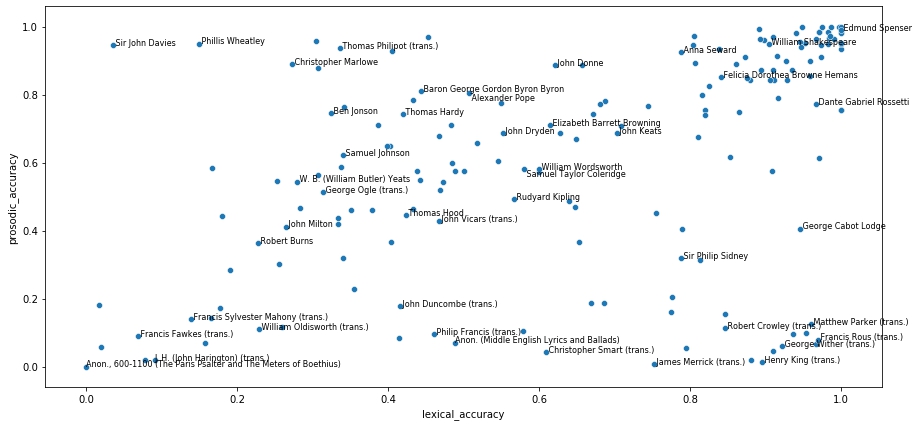 1.0
0.8
0.6
0.4
0.2
0.0
prosodic_accuracy
0.0
0.2
0.4
0.6
0.8
1.0
lexical_accuracy
Edmund Spenser
Sir John Davies
Phillis Wheatley
Thomas Philipot (trans.)
William Shakespeare
Anna Seward
Christopher Marlowe
John Donne
Felicia Dorothea Browne Hemans
Baron George Gordon Byron Byron
Alexander Pope
Dante Gabriel Rossetti
Ben Jonson
Thomas Hardy
Elizabeth Barrett Browning
John Dryden
John Keats
Samuel Johnson
William Wordsworth
Samuel Taylor Coleridge
W. B. (William Butler) Yeats
George Ogle (trans.)
Rudyard Kipling
Thomas Hood
John Vicars (trans.)
John Milton
George Cabot Lodge
Robert Burns
Sir Philip Sidney
John Duncombe (trans.)
Francis Sylvester Mahony (trans.)
William Oldisworth (trans.)
Matthew Parker (trans.)
Robert Crowley (trans.)
Francis Fawkes (trans.)
Philip Francis (trans.)
Francis Rous (trans.)
Anon. (Middle English Lyrics and Ballads)
George Wither (trans.)
Christopher Smart (trans.)
J.H. (John Harington) (trans.)
Henry King (trans.)
James Merrick (trans.)
Anon., 600-1100 (The Paris Psalter and The Meters of Boethius)